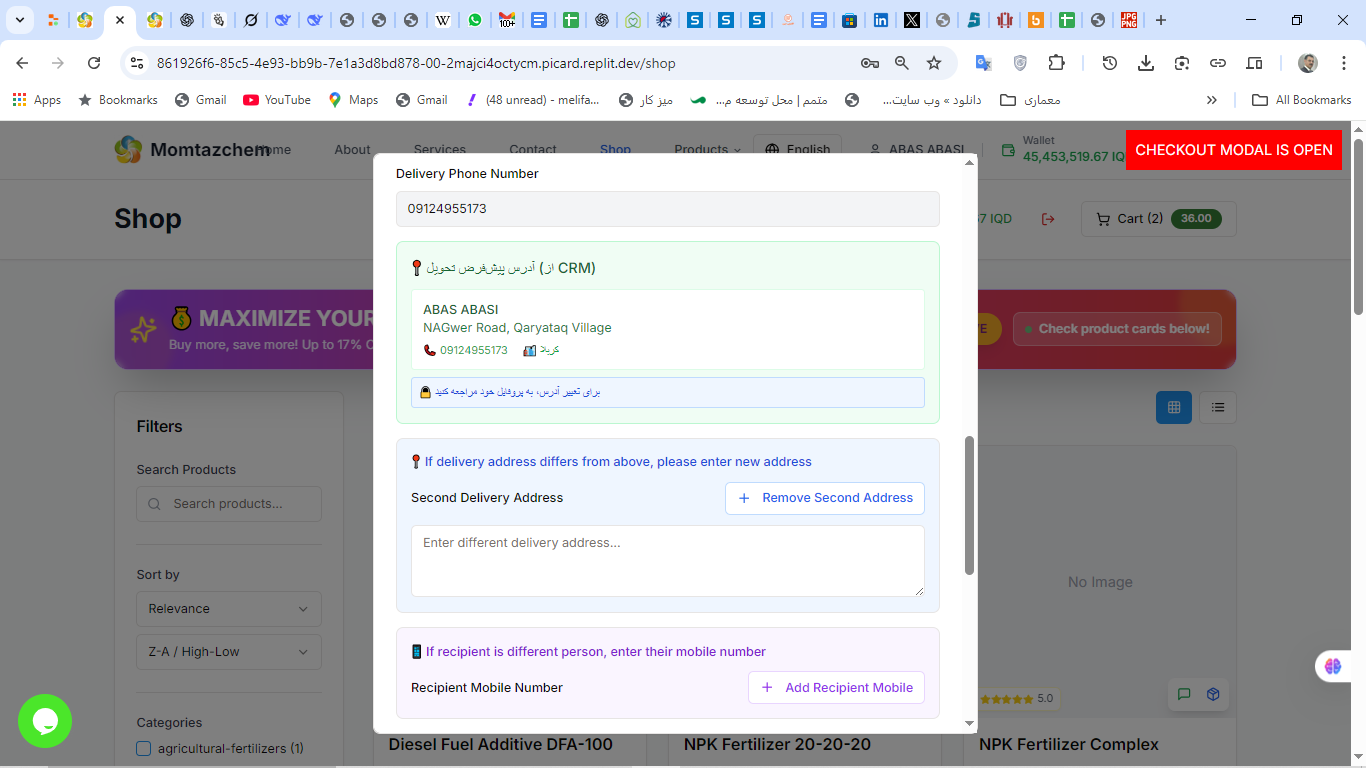 861926f6-85c5-4e93-bb9b-7e1a3d8bd878-00-2majci4octycm.picard.replit.dev/shop
Apps
Bookmarks
Gmail
YouTube
Maps
Gmail
(48 unread) - melifa...
میز کار
متمم | محل توسعه م...
دانلود » وب سایت...
معماری
All Bookmarks
Momtazchem
Home
About
Services
Contact
Shop
Products
English
ABAS ABASI
Wallet
45,453,519.67 IQ
CHECKOUT MODAL IS OPEN
Shop
7 IQD
Cart (2)
36.00
💰 MAXIMIZE YOUR
Buy more, save more! Up to 17%
Check product cards below!
Filters
Search Products
Search products...
Sort by
Relevance
Z-A / High-Low
Categories
agricultural-fertilizers (1)
Delivery Phone Number
09124955173
📍 آدرس پیش‌فرض تحویل (از CRM)
ABAS ABASI
NAGwer Road, Qaryataq Village
📞 09124955173
🏙️ کربلا
🔒 برای تغییر آدرس، به پروفایل خود مراجعه کنید
📍 If delivery address differs from above, please enter new address
Second Delivery Address
Remove Second Address
Enter different delivery address...
📱 If recipient is different person, enter their mobile number
Recipient Mobile Number
Add Recipient Mobile
No Image
5.0
Diesel Fuel Additive DFA-100
NPK Fertilizer 20-20-20
NPK Fertilizer Complex